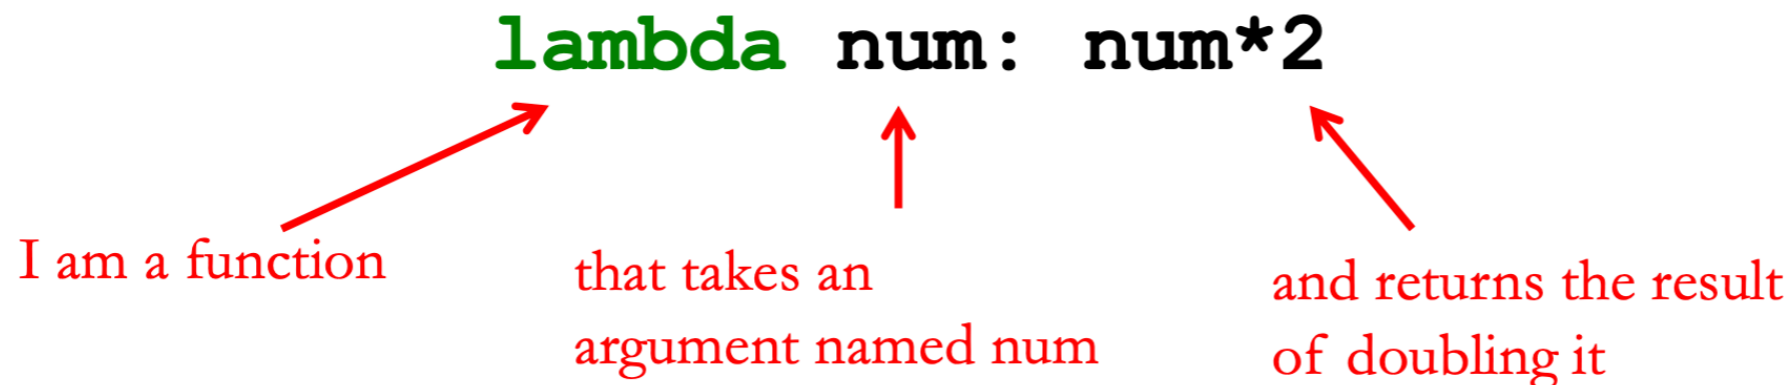 lambda num: num*2
I am a function
that takes an
argument named num
and returns the result
of doubling it